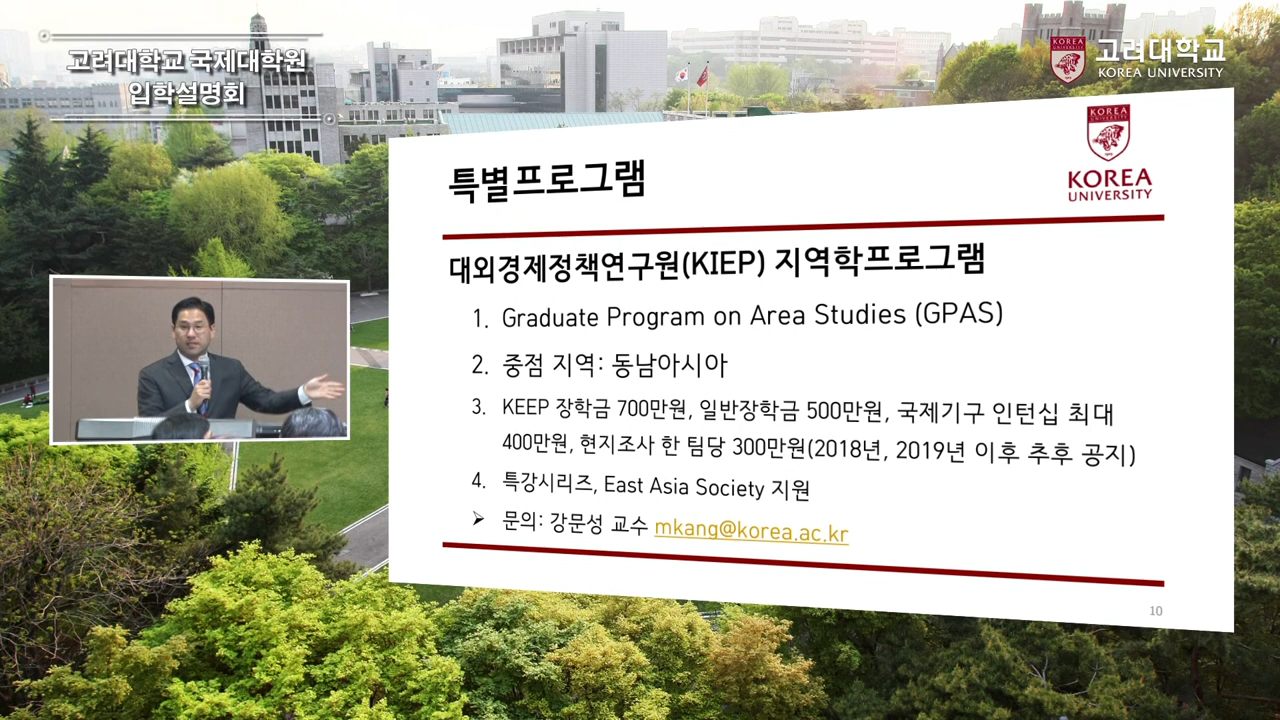 고려대학교 국제대학원
입학설명회
KOREA
고려대학교
KOREA UNIVERSITY
KOREA
UNIVERSITY
KOREA
UNIVERSITY
특별프로그램
대외경제정책연구원(KIEP) 지역학프로그램
1. Graduate Program on Area Studies (GPAS)
2. 중점 지역: 동남아시아
3. KEEP 장학금 700만원, 일반장학금 500만원, 국제기구 인턴십 최대
400만원, 현지조사 한 팀당 300만원(2018년, 2019년 이후 추후 공지)
4. 특강시리즈, East Asia Society 지원
➢ 문의: 강문성 교수 mkang@korea.ac.kr
10